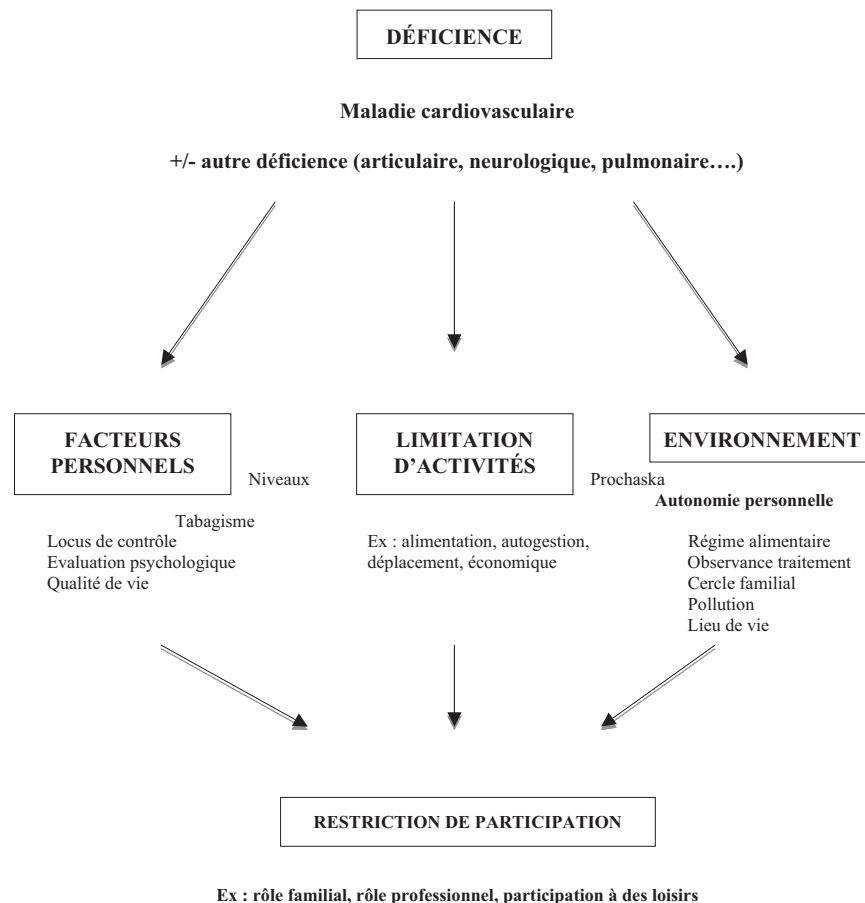 DÉFICIENCE
Maladie cardiovasculaire
+/- autre déficience (articulaire, neurologique, pulmonaire….)
FACTEURS
PERSONNELS
Niveaux
Tabagisme
Locus de contrôle
Evaluation psychologique
Qualité de vie
LIMITATION
D’ACTIVITÉS
Prochaska
Ex : alimentation, autogestion,
déplacement, économique
ENVIRONNEMENT
Autonomie personnelle
Régime alimentaire
Observance traitement
Cercle familial
Pollution
Lieu de vie
RESTRICTION DE PARTICIPATION
Ex : rôle familial, rôle professionnel, participation à des loisirs